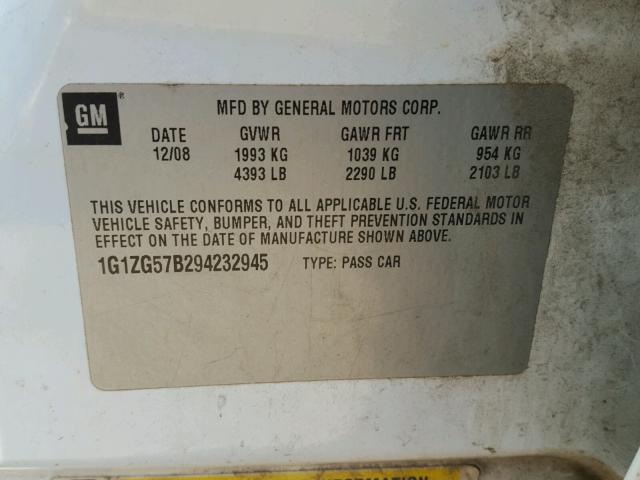 GM
MFD BY GENERAL MOTORS CORP.
DATE GVWR GAWR FRT GAWR RR
12/08 1993 KG 1039 KG 954 KG
4393 LB 2290 LB 2103 LB
THIS VEHICLE CONFORMS TO ALL APPLICABLE U.S. FEDERAL MOTOR
VEHICLE SAFETY, BUMPER, AND THEFT PREVENTION STANDARDS IN
EFFECT ON THE DATE OF MANUFACTURE SHOWN ABOVE.
1G1ZG57B294232945 TYPE: PASS CAR
INFORMATION